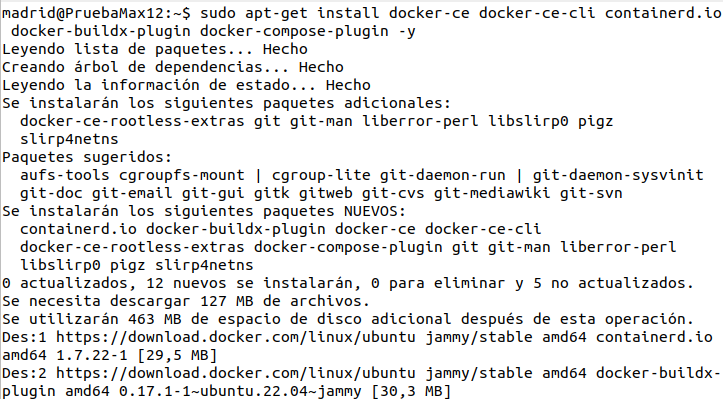 madrid@PruebaMax12:~$ sudo apt-get install docker-ce docker-ce-cli containerd.io
 docker-buildx-plugin docker-compose-plugin -y
Leyendo lista de paquetes... Hecho
Creando árbol de dependencias... Hecho
Leyendo la información de estado... Hecho
Se instalarán los siguientes paquetes adicionales:
  docker-ce-rootless-extras git git-man liberror-perl libslirp0 pigz
  slirp4netns
Paquetes sugeridos:
  aufs-tools cgroupfs-mount | cgroup-lite git-daemon-run | git-daemon-sysvinit
  git-doc git-email git-gui gitk gitweb git-cvs git-mediawiki git-svn
Se instalarán los siguientes paquetes NUEVOS:
  containerd.io docker-buildx-plugin docker-ce docker-ce-cli
  docker-ce-rootless-extras docker-compose-plugin git git-man liberror-perl
  libslirp0 pigz slirp4netns
0 actualizados, 12 nuevos se instalarán, 0 para eliminar y 5 no actualizados.
Se necesita descargar 127 MB de archivos.
Se utilizarán 463 MB de espacio de disco adicional después de esta operación.
Des:1 https://download.docker.com/linux/ubuntu jammy/stable amd64 containerd.io
amd64 1.7.22-1 [29,5 MB]
Des:2 https://download.docker.com/linux/ubuntu jammy/stable amd64 docker-buildx-
plugin amd64 0.17.1-1~ubuntu.22.04~jammy [30,3 MB]